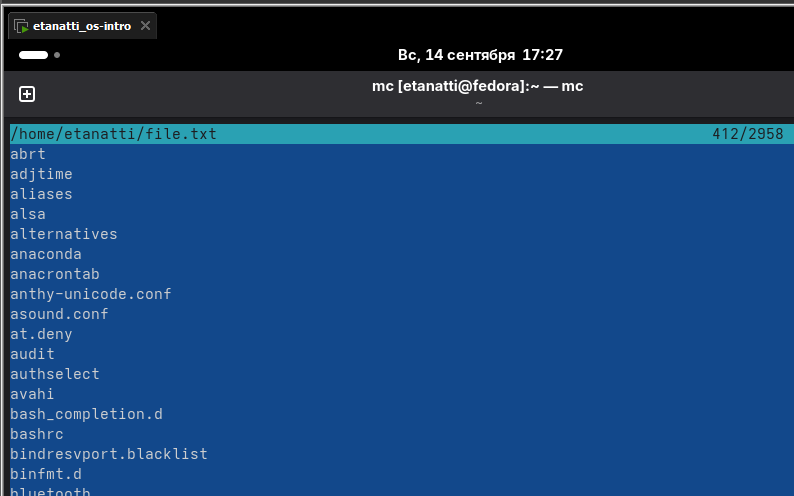 etanatti_os-intro
Вс, 14 сентября 17:27
mc [etanatti@fedora]:~ — mc
~
/home/etanatti/file.txt 412/2958
abrt
adjtime
aliases
alsa
alternatives
anaconda
anacrontab
anthy-unicode.conf
asound.conf
at.deny
audit
authselect
avahi
bash_completion.d
bashrc
bindresvport.blacklist
binfmt.d
bluetooth